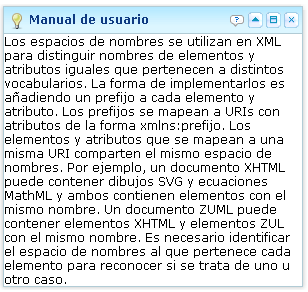 Manual de usuario
Los espacios de nombres se utilizan en XML
para distinguir nombres de elementos y
atributos iguales que pertenecen a distintos
vocabularios. La forma de implementarlos es
añadiendo un prefijo a cada elemento y
atributo. Los prefijos se mapean a URIs con
atributos de la forma xmlns:prefijo. Los
elementos y atributos que se mapean a una
misma URI comparten el mismo espacio de
nombres. Por ejemplo, un documento XHTML
puede contener dibujos SVG y ecuaciones
MathML y ambos contienen elementos con el
mismo nombre. Un documento ZUML puede
contener elementos XHTML y elementos ZUL
con el mismo nombre. Es necesario identificar
el espacio de nombres al que pertenece cada
elemento para reconocer si se trata de uno u
otro caso.